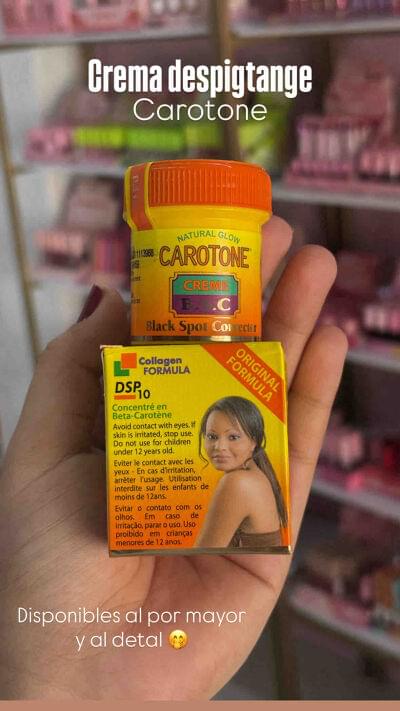 Crema despigtange
Carotone
NATURAL GLOW
CAROTONE
CREME
Black Spot Corrector
Collagen
FORMULA
ORIGINAL
FORMULA
DSP10
Concentré en
Beta-Carotène
Avoid contact with eyes. If
skin is irritated, stop use.
Do not use for children
under 12 years old.
Eviter le contact avec les
yeux - En cas d'irritation,
arrêter l'usage. Utilisation
interdite sur les enfants de
moins de 12ans.
Evitar o contato com os
olhos. Em caso de
irritação, parar o uso. Uso
proibido em crianças
menores de 12 anos.
Disponibles al por mayor
y al detal 🤭